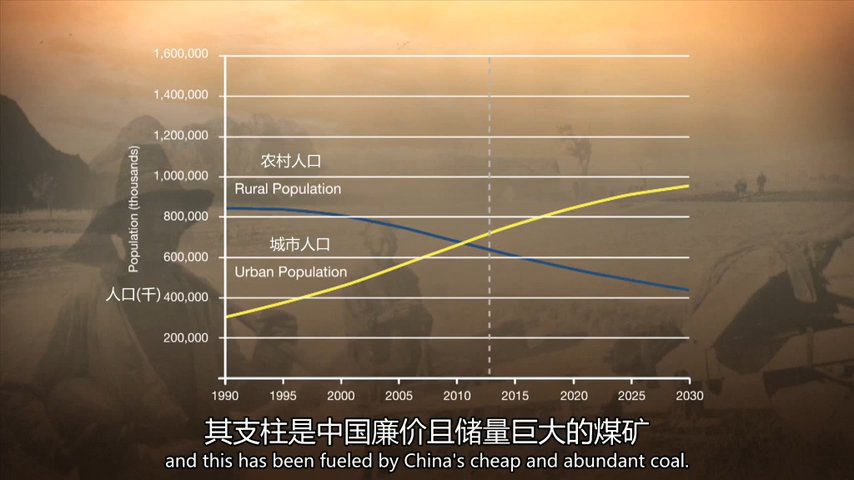 1,600,000
1,400,000
1,200,000
1,000,000
800,000
600,000
400,000
200,000
Population (thousands)
人口(千)
农村人口
Rural Population
城市人口
Urban Population
1990 1995 2000 2005 2010 2015 2020 2025 2030
其支柱是中国廉价且储量巨大的煤矿
and this has been fueled by China's cheap and abundant coal.